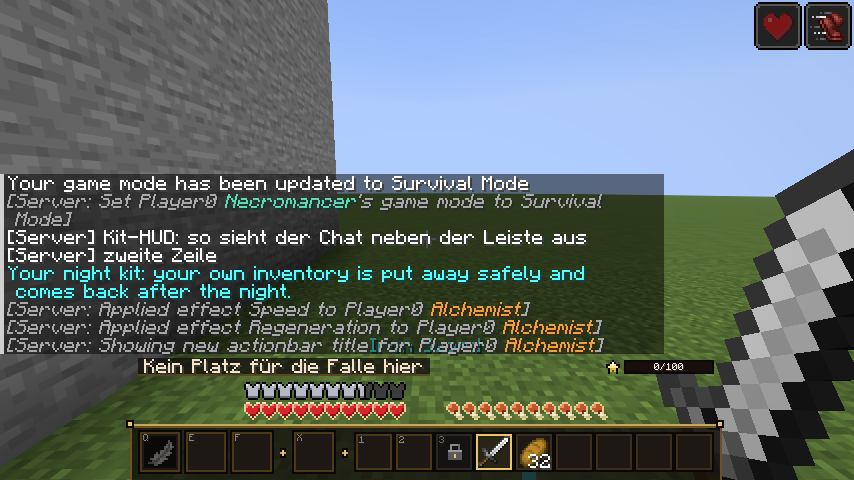 Your game mode has been updated to Survival Mode
[Server: Set Player0 Necromancer's game mode to Survival
Mode]
[Server] Kit-HUD: so sieht der Chat neben der Leiste aus
[Server] zweite Zeile
Your night kit: your own inventory is put away safely and
comes back after the night.
[Server: Applied effect Speed to Player0 Alchemist]
[Server: Applied effect Regeneration to Player0 Alchemist]
[Server: Showing new actionbar title for Player0 Alchemist]
Kein Platz für die Falle hier
0/100
Q E F + X + 1 2 3
32